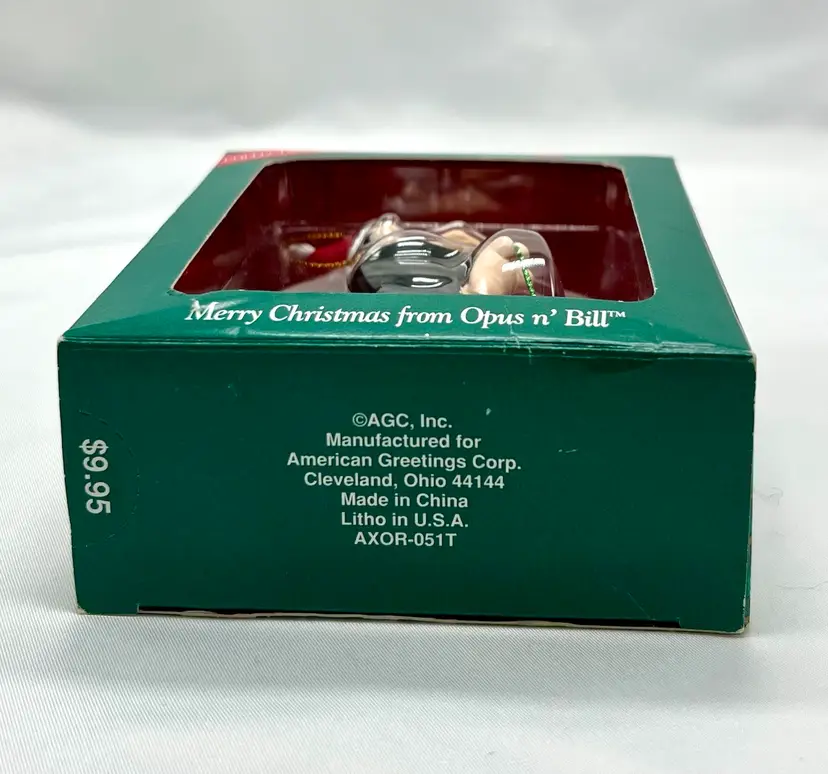 Merry Christmas from Opus n' Bill™
©AGC, Inc.
Manufactured for
American Greetings Corp.
Cleveland, Ohio 44144
Made in China
Litho in U.S.A.
AXOR-051T
$9.95